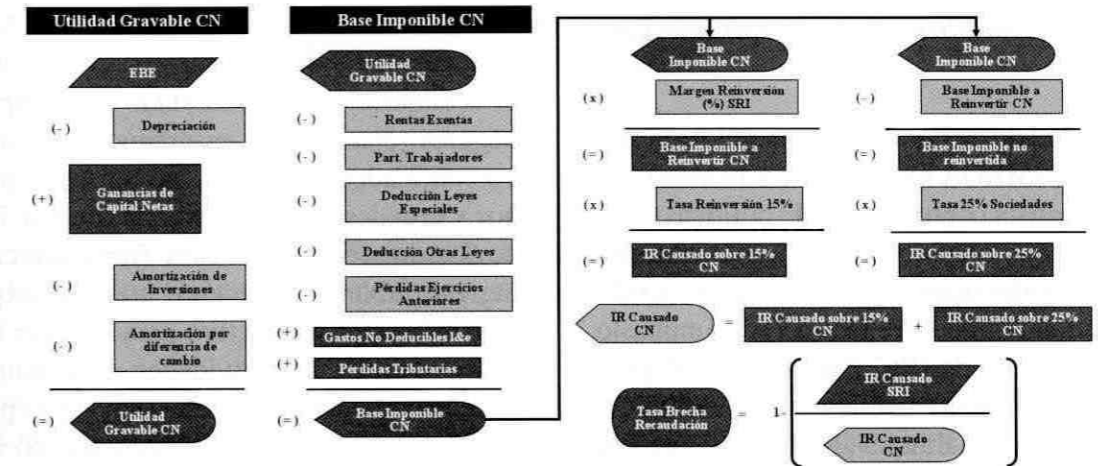 Utilidad Gravable CN
EBE
(-)
Depreciación
(+)
Ganancias de
Capital Netas
(-)
Amortización de
Inversiones
(-)
Amortización por
diferencia de
cambio
(=)
Utilidad
Gravable CN
Base Imponible CN
Utilidad
Gravable CN
(-)
Rentas Exentas
(-)
Part. Trabajadores
(-)
Deducción Leyes
Especiales
(-)
Deducción Otras Leyes
(-)
Pérdidas Ejercicios
Anteriores
(+)
Gastos No Deducibles l&e
(+)
Pérdidas Tributarias
(=)
Base Imponible
CN
Base
Imponible CN
(x)
Margen Reinversión
(%) SRI
(=)
Base Imponible a
Reinvertir CN
(x)
Tasa Reinversión 15%
(=)
IR Causado sobre 15%
CN
Base
Imponible CN
(-)
Base Imponible a
Reinvertir CN
(=)
Base Imponible no
reinvertida
(x)
Tasa 25% Sociedades
(=)
IR Causado sobre 25%
CN
IR Causado
CN
=
IR Causado sobre 15%
CN
+
IR Causado sobre 25%
CN
Tasa Brecha
Recaudación
=
1-
IR Causado
SRI
IR Causado
CN